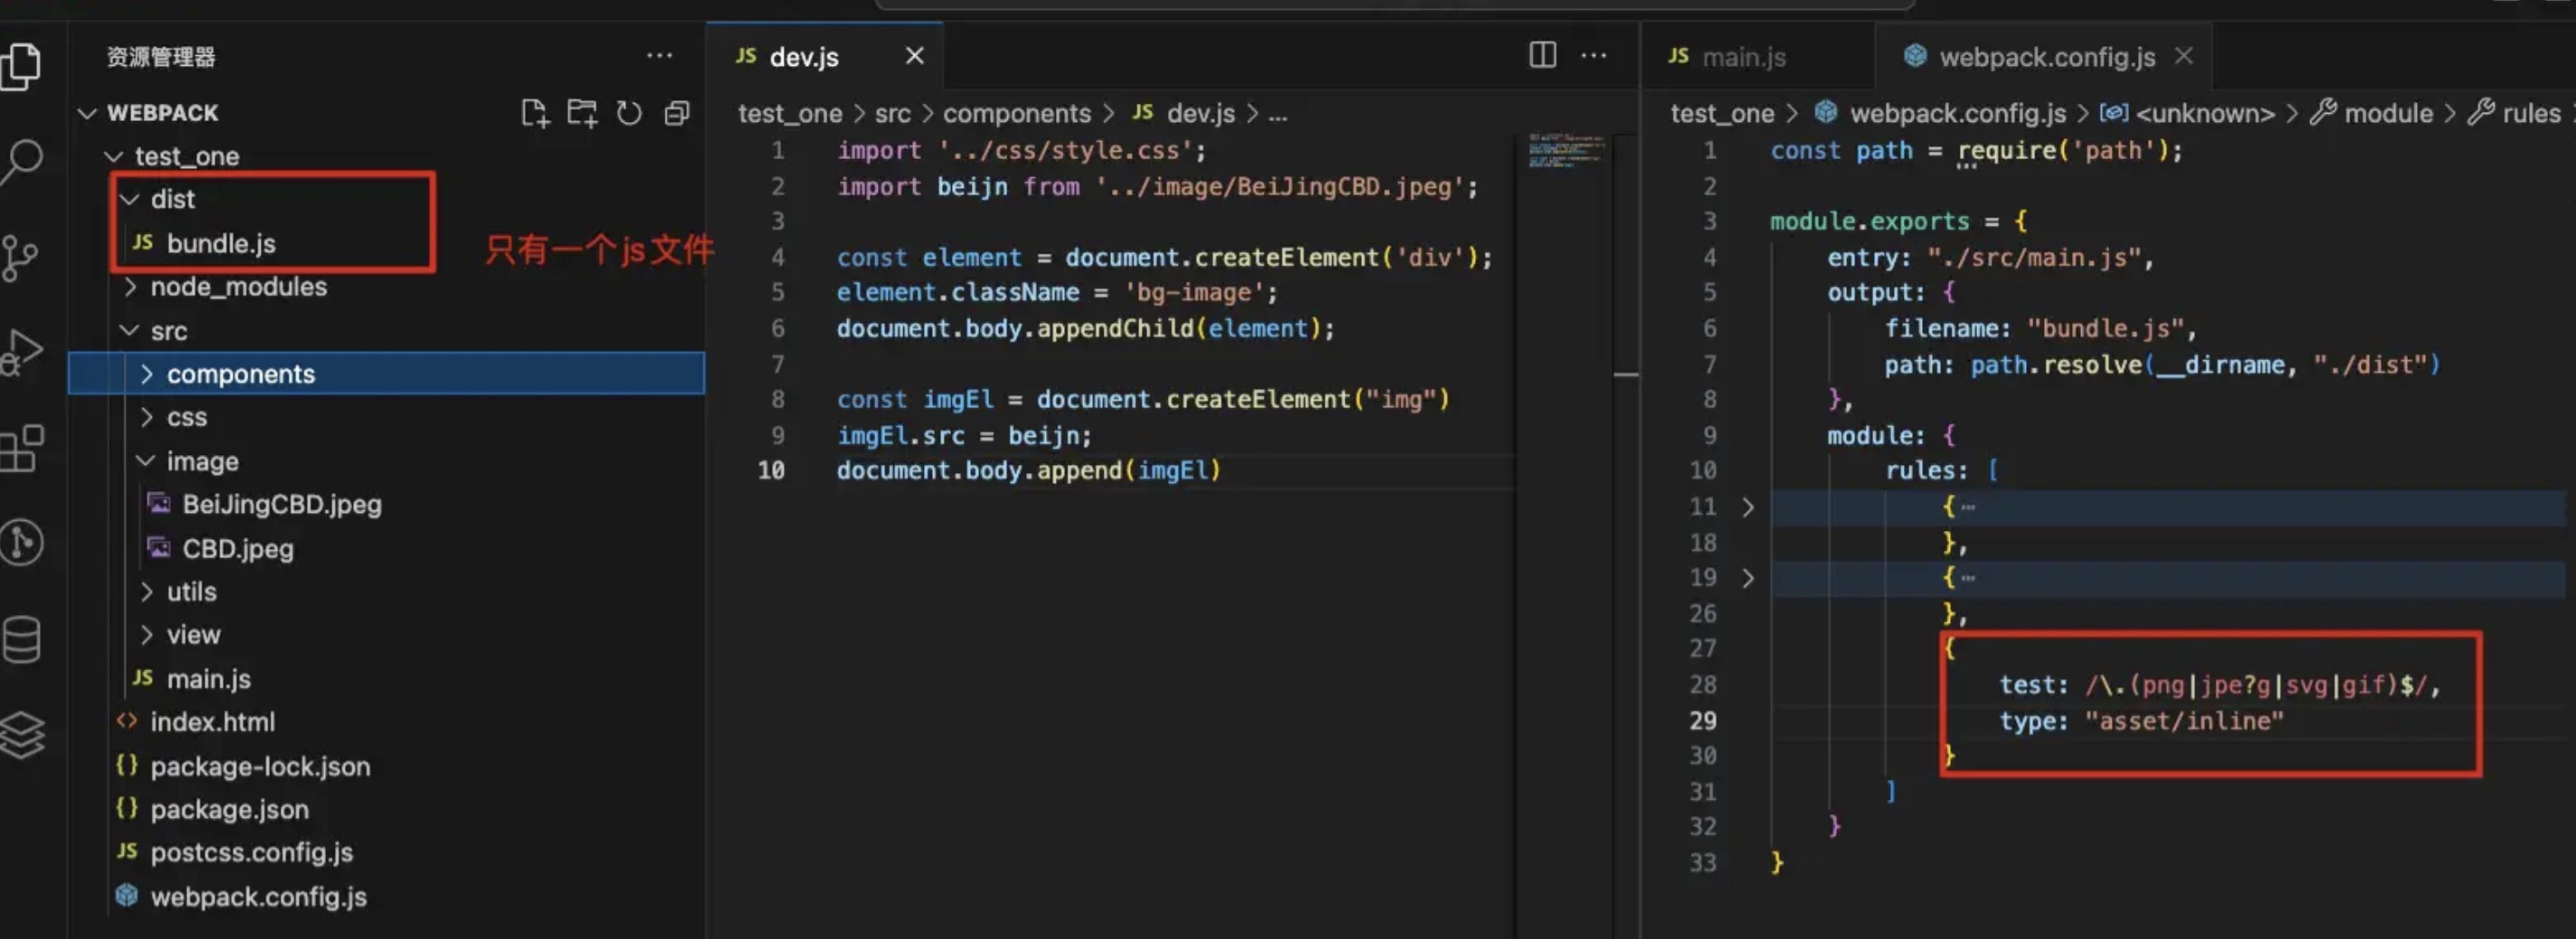 资源管理器
WEBPACK
test_one
dist
JS bundle.js
只有一个js文件
node_modules
src
components
css
image
BeiJingCBD.jpeg
CBD.jpeg
utils
view
JS main.js
<> index.html
{} package-lock.json
{} package.json
JS postcss.config.js
webpack.config.js
JS dev.js
test_one > src > components > JS dev.js > ...
1 import '../css/style.css';
2 import beijn from '../image/BeiJingCBD.jpeg';
3
4 const element = document.createElement('div');
5 element.className = 'bg-image';
6 document.body.appendChild(element);
7
8 const imgEl = document.createElement("img")
9 imgEl.src = beijn;
10 document.body.append(imgEl)
JS main.js
webpack.config.js
test_one > webpack.config.js > <unknown> > module > rules
1 const path = require('path');
2
3 module.exports = {
4 entry: "./src/main.js",
5 output: {
6 filename: "bundle.js",
7 path: path.resolve(__dirname, "./dist")
8 },
9 module: {
10 rules: [
11 { ⋯
18 },
19 { ⋯
26 },
27 {
28 test: /\.(png|jpe?g|svg|gif)$/,
29 type: "asset/inline"
30 }
31 ]
32 }
33 }